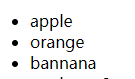 • apple
• orange
• bannana